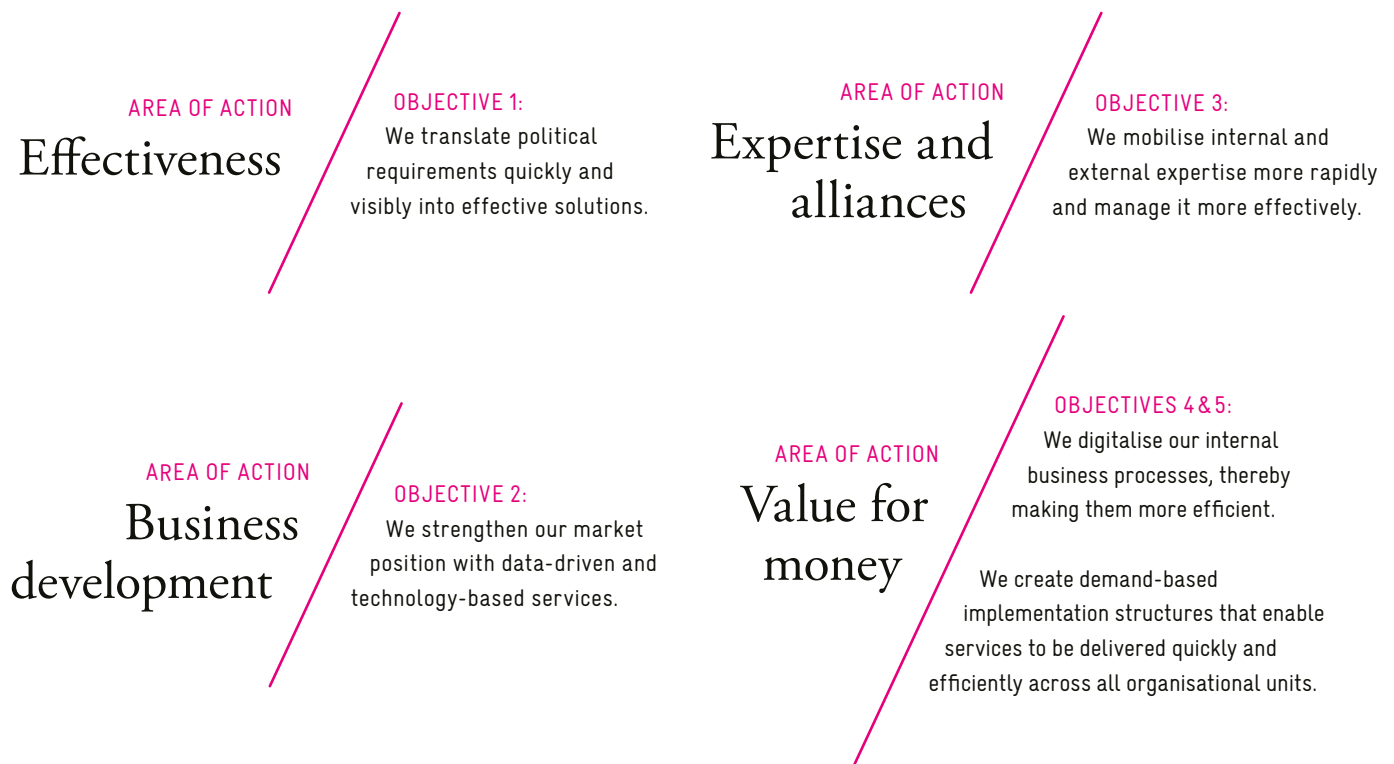 AREA OF ACTION
Effectiveness
OBJECTIVE 1:
We translate political
requirements quickly and
visibly into effective solutions.
AREA OF ACTION
Business
development
OBJECTIVE 2:
We strengthen our market
position with data-driven and
technology-based services.
AREA OF ACTION
Expertise and
alliances
OBJECTIVE 3:
We mobilise internal and
external expertise more rapidly
and manage it more effectively.
AREA OF ACTION
Value for
money
OBJECTIVES 4&5:
We digitalise our internal
business processes, thereby
making them more efficient.
We create demand-based
implementation structures that enable
services to be delivered quickly and
efficiently across all organisational units.